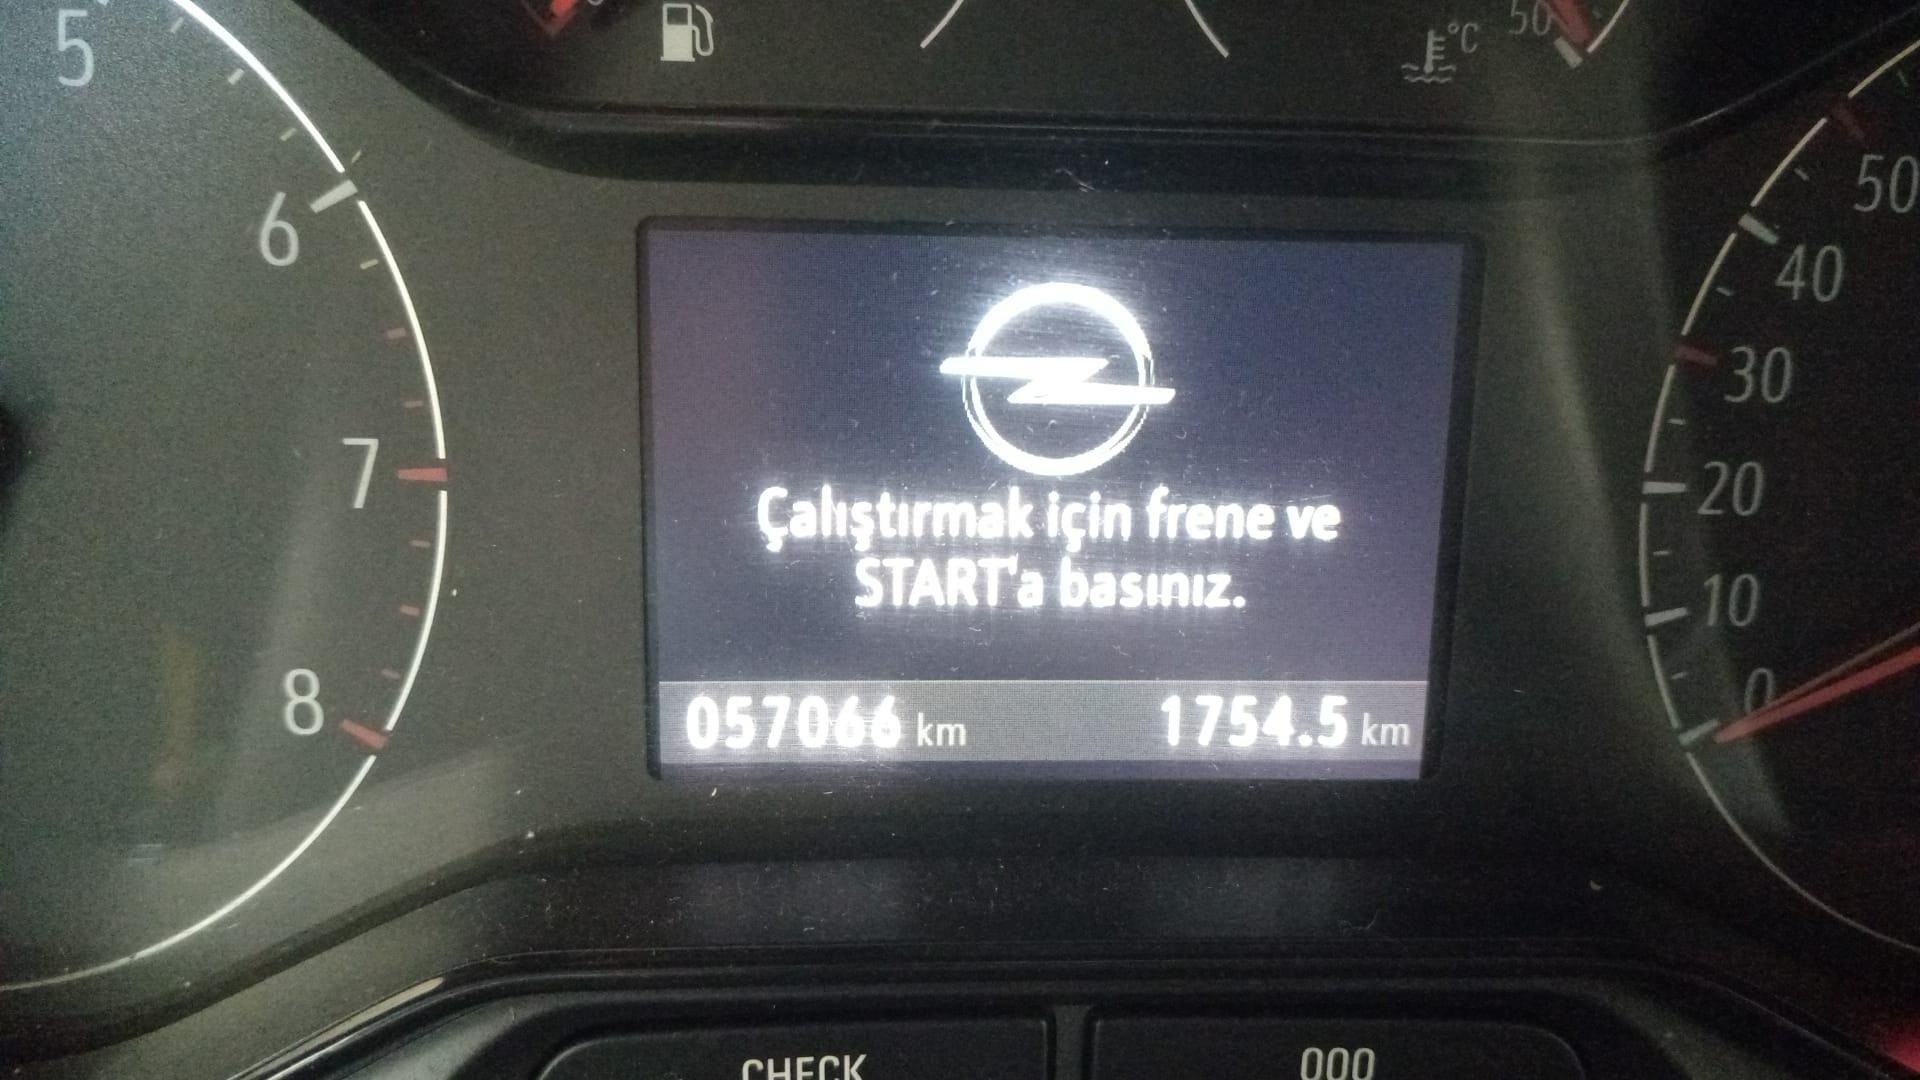 5
°C
50
6
7
8
50
40
30
20
10
0
Çalıştırmak için frene ve
START'a basınız.
057066 km
1754.5 km
CHECK
000